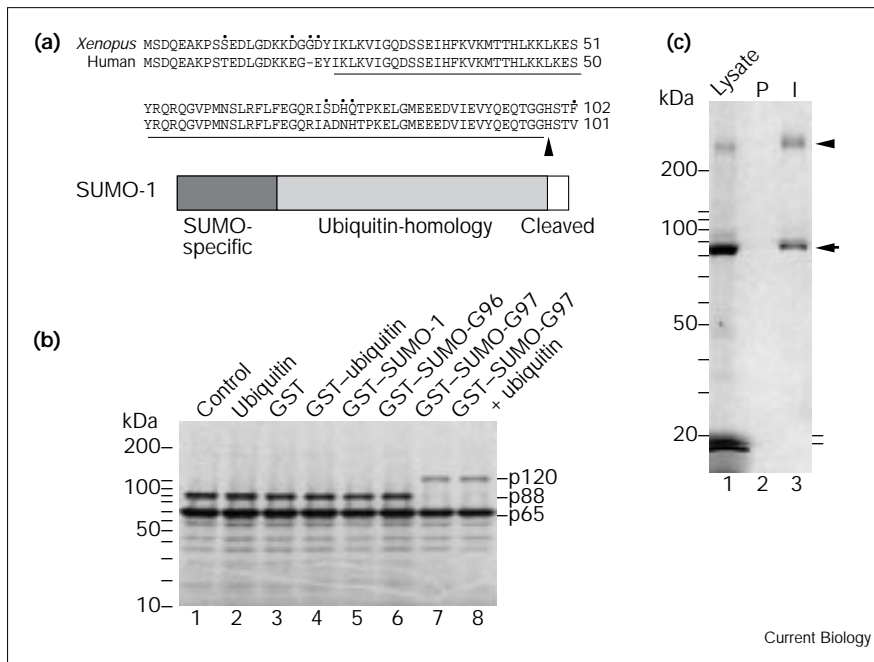 (a)
Xenopus MSDQEAKPSSEDLGDKKDGGDYIKLKVIGQDSSEIHFKVKMTTHLKKLKES 51
Human MSDQEAKPSTEDLGDKKEG-EYIKLKVIGQDSSEIHFKVKMTTHLKKLKES 50
YRQRQGVPMNSLRFLFEGQRISDHQTPKELGMEEEDVIEVYQEQTGGHSTF 102
YRQRQGVPMNSLRFLFEGQRIADNHTPKELGMEEEDVIEVYQEQTGGHSTV 101
SUMO-1
SUMO-
specific
Ubiquitin-homology
Cleaved
(b)
Control
Ubiquitin
GST
GST–ubiquitin
GST–SUMO-1
GST–SUMO-G96
GST–SUMO-G97
GST–SUMO-G97
+ ubiquitin
kDa
200
100
50
10
p120
p88
p65
1 2 3 4 5 6 7 8
(c)
Lysate P I
kDa
200
100
50
20
1 2 3
Current Biology